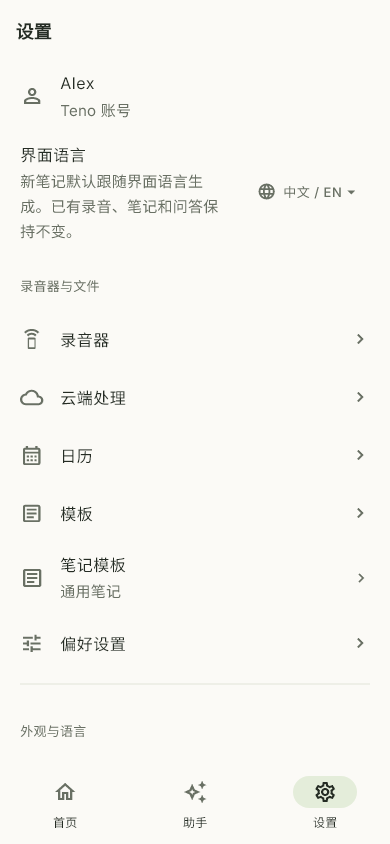 设置
Alex
Teno 账号
界面语言
新笔记默认跟随界面语言生
成。已有录音、笔记和问答保
持不变。
中文 / EN
录音器与文件
录音器
云端处理
日历
模板
笔记模板
通用笔记
偏好设置
外观与语言
首页
助手
设置